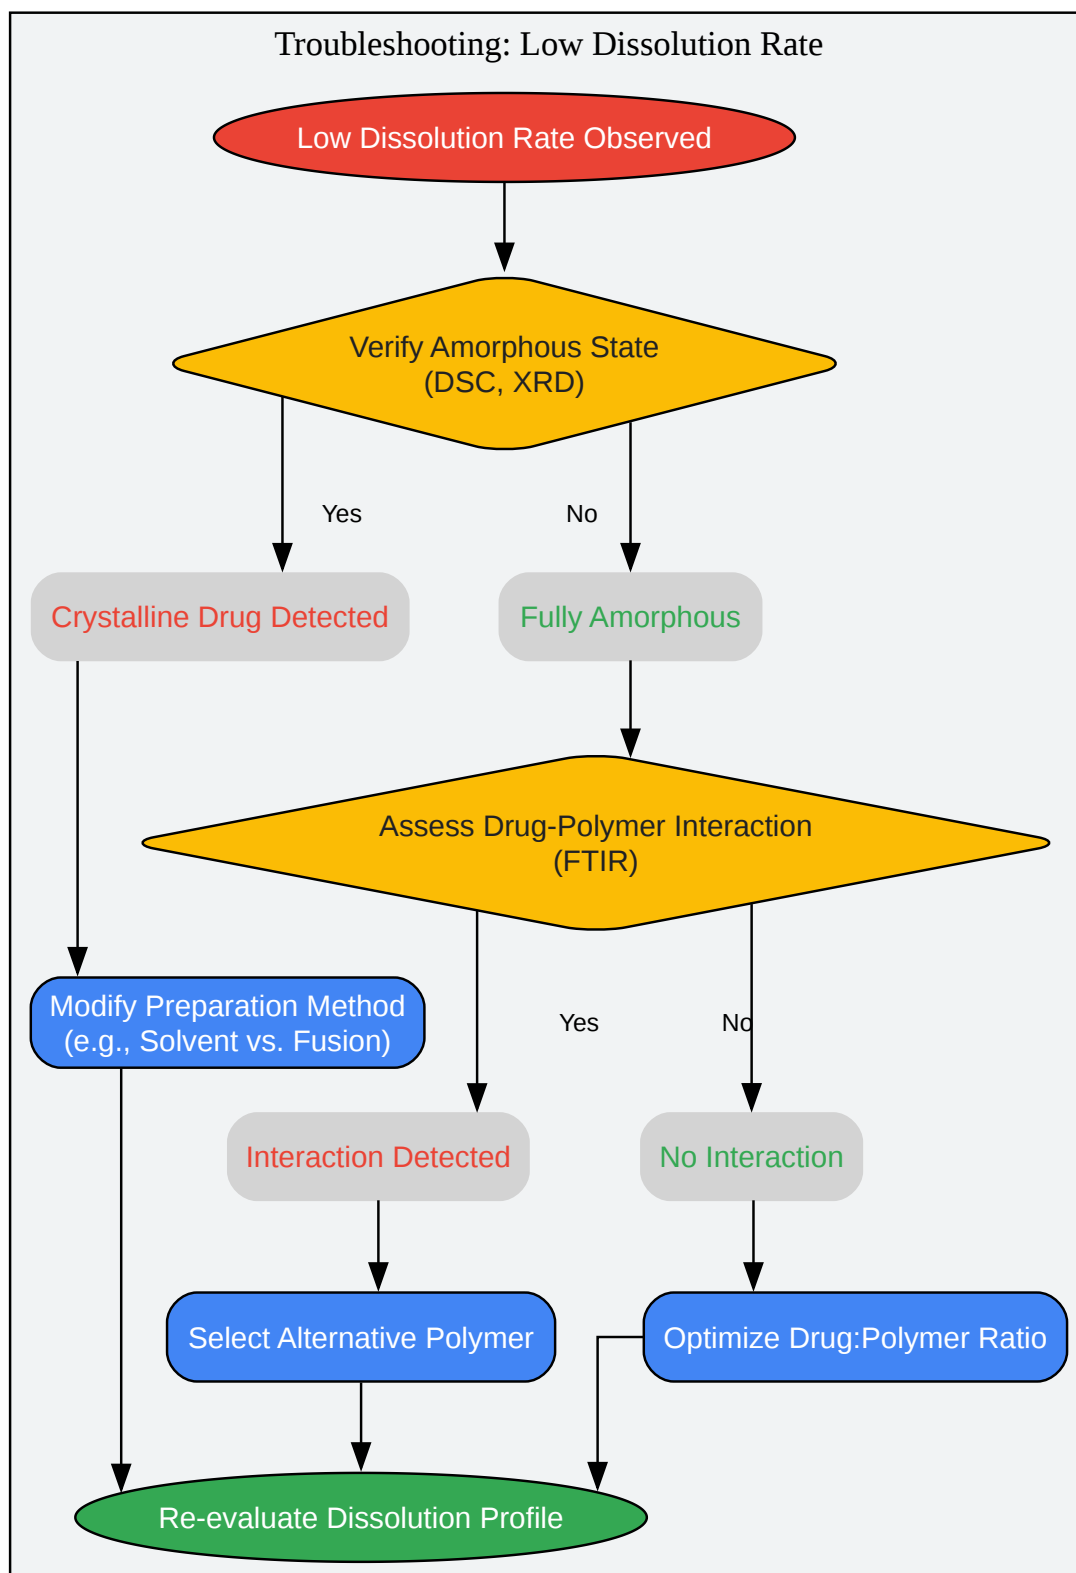 Troubleshooting: Low Dissolution Rate
Low Dissolution Rate Observed
Verify Amorphous State
(DSC, XRD)
Yes
No
Crystalline Drug Detected
Fully Amorphous
Assess Drug-Polymer Interaction
(FTIR)
Modify Preparation Method
(e.g., Solvent vs. Fusion)
Yes
No
Interaction Detected
No Interaction
Select Alternative Polymer
Optimize Drug:Polymer Ratio
Re-evaluate Dissolution Profile